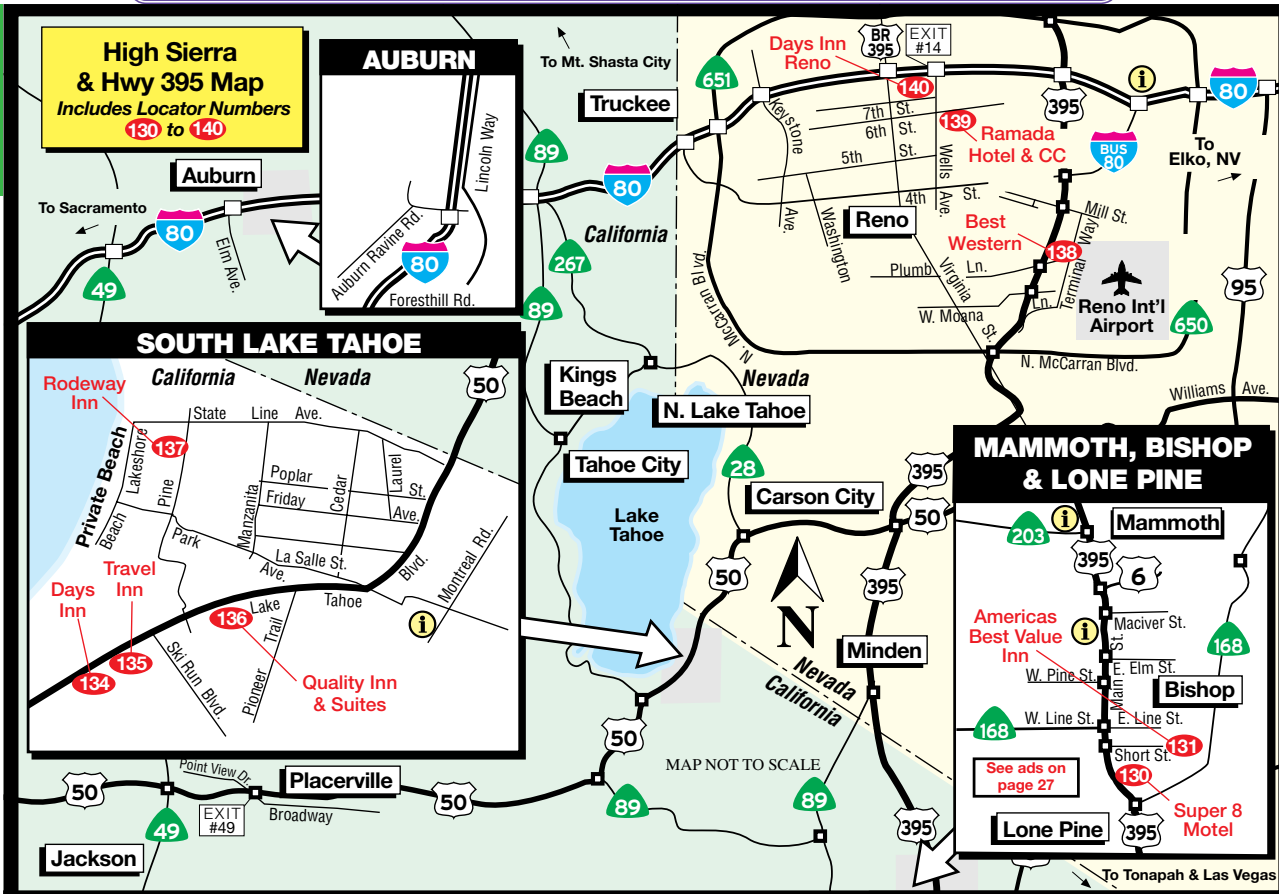 High Sierra
& Hwy 395 Map
Includes Locator Numbers
130 to 140
AUBURN
Lincoln Way
Auburn Ravine Rd.
80
Foresthill Rd.
To Mt. Shasta City
Truckee
89
80
California
267
89
Auburn
To Sacramento
80
49
Elm Ave.
651
Days Inn
Reno
BR
395
EXIT
#14
140
395
i
80
BUS
80
To
Elko, NV
Keystone
Ave.
7th St.
6th St.
5th St.
4th St.
139
Ramada
Hotel & CC
Wells
Ave.
Washington
Reno
Best
Western
138
Mill St.
Terminal Way
Plumb Ln.
Virginia
St.
W. Moana
Ln.
Reno Int'l
Airport
95
650
N. McCarran Blvd.
N. McCarran Blvd.
Williams Ave.
Nevada
SOUTH LAKE TAHOE
California
Nevada
50
Rodeway
Inn
137
State Line Ave.
Private Beach
Lakeshore
Pine
Beach
Park
Ave.
Manzanita
Poplar
St.
Friday
Ave.
Cedar
Laurel
La Salle St.
Blvd.
Montreal Rd.
Travel
Inn
Days
Inn
134
135
136
Lake
Tahoe
i
Ski Run Blvd.
Pioneer
Trail
Quality Inn
& Suites
Kings
Beach
N. Lake Tahoe
Tahoe City
28
Lake
Tahoe
Carson City
395
50
50
N
395
Minden
Nevada
California
50
MAP NOT TO SCALE
89
89
395
50
Point View Dr.
Placerville
50
EXIT
#49
Broadway
49
Jackson
MAMMOTH, BISHOP
& LONE PINE
203
i
Mammoth
395
6
Americas
Best Value
Inn
i
Maciver St.
168
Main
St.
E. Elm St.
W. Pine St.
Bishop
168
W. Line St.
E. Line St.
131
Short St.
130
See ads on
page 27
Super 8
Motel
Lone Pine
395
To Tonapah & Las Vegas